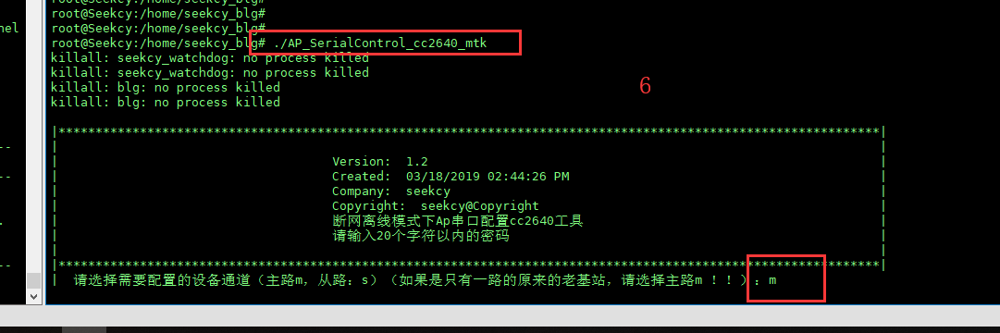 root@Seekcy:/home/seekcy_blg#
root@Seekcy:/home/seekcy_blg#
root@Seekcy:/home/seekcy_blg#
nel
root@Seekcy:/home/seekcy_blg# ./AP_SerialControl_cc2640_mtk
killall: seekcy_watchdog: no process killed
killall: seekcy_watchdog: no process killed
killall: blg: no process killed
killall: blg: no process killed
6
|***************************************************************************************************************|
Version: 1.2
Created: 03/18/2019 02:44:26 PM
Company: seekcy
Copyright: seekcy@Copyright
断网离线模式下Ap串口配置cc2640工具
请输入20个字符以内的密码
|***************************************************************************************************************|
| 请选择需要配置的设备通道（主路m，从路：s）（如果是只有一路的原来的老基站，请选择主路m ！！）：m